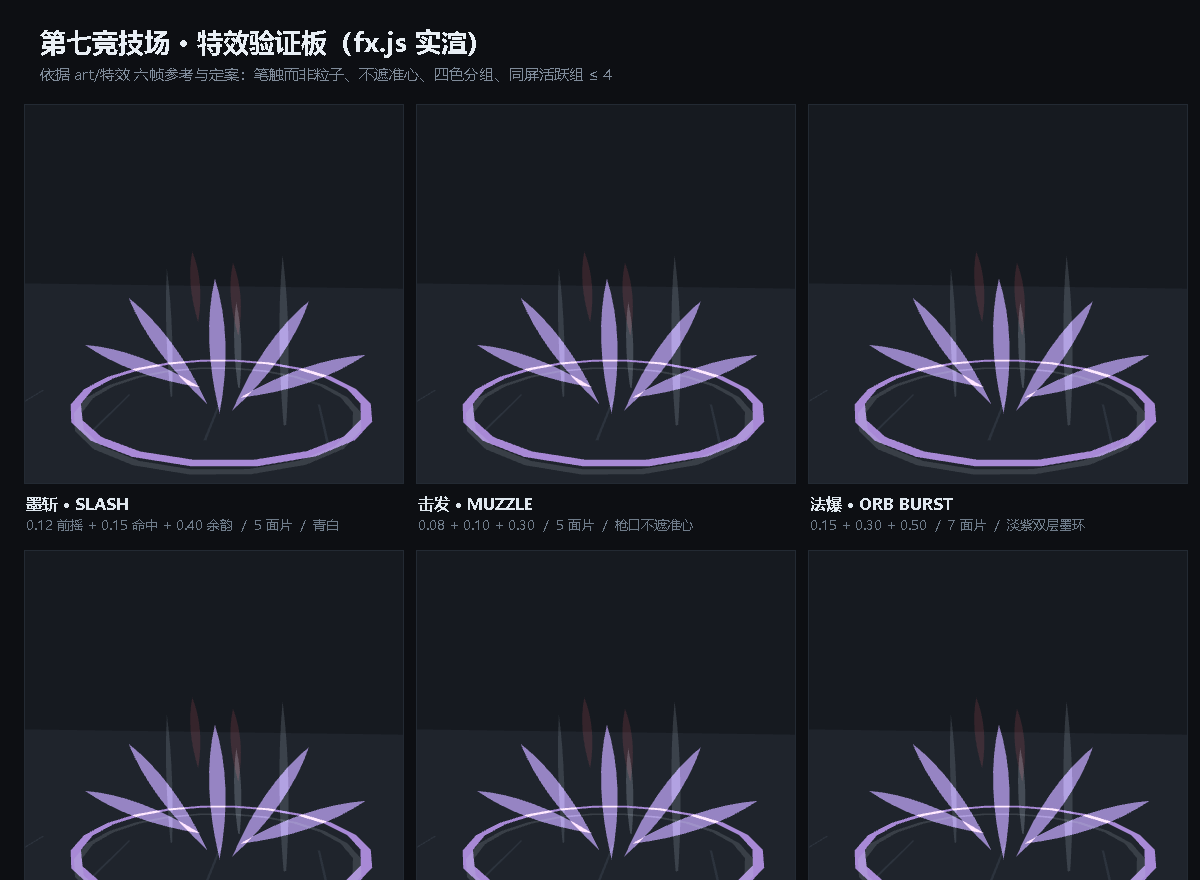 第七竞技场 · 特效验证板（fx.js 实渲）
依据 art/特效 六帧参考与定案：笔触而非粒子、不遮准心、四色分组、同屏活跃组 ≤ 4
墨斩 · SLASH
0.12 前摇 + 0.15 命中 + 0.40 余韵 / 5 面片 / 青白
击发 · MUZZLE
0.08 + 0.10 + 0.30 / 5 面片 / 枪口不遮准心
法爆 · ORB BURST
0.15 + 0.30 + 0.50 / 7 面片 / 淡紫双层墨环